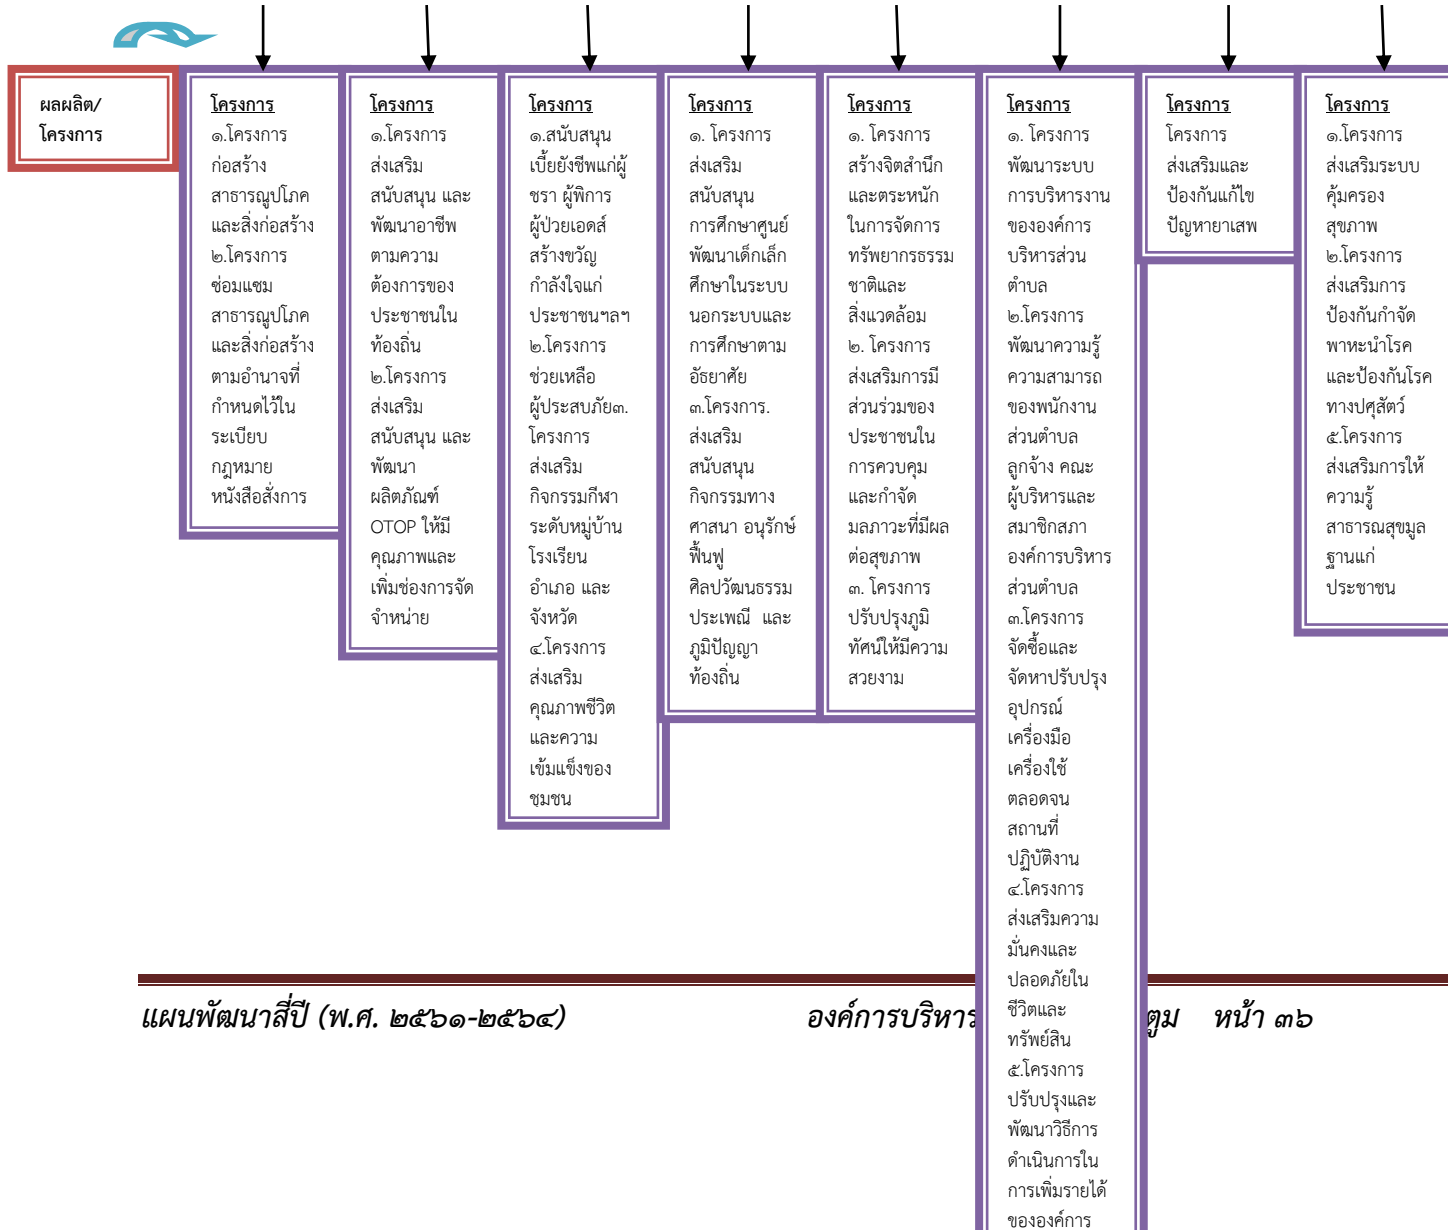 ผลผลิต/
โครงการ
โครงการ
๑.โครงการ
ก่อสร้าง
สาธารณูปโภค
และสิ่งก่อสร้าง
๒.โครงการ
ซ่อมแซม
สาธารณูปโภค
และสิ่งก่อสร้าง
ตามอำนาจที่
กำหนดไว้ใน
ระเบียบ
กฎหมาย
หนังสือสั่งการ
โครงการ
๑.โครงการ
ส่งเสริม
สนับสนุน และ
พัฒนาอาชีพ
ตามความ
ต้องการของ
ประชาชนใน
ท้องถิ่น
๒.โครงการ
ส่งเสริม
สนับสนุน และ
พัฒนา
ผลิตภัณฑ์
OTOP ให้มี
คุณภาพและ
เพิ่มช่องการจัด
จำหน่าย
โครงการ
๑.สนับสนุน
เบี้ยยังชีพแก่ผู้
ชรา ผู้พิการ
ผู้ป่วยเอดส์
สร้างขวัญ
กำลังใจแก่
ประชาชนฯลฯ
๒.โครงการ
ช่วยเหลือ
ผู้ประสบภัย๓.
โครงการ
ส่งเสริม
กิจกรรมกีฬา
ระดับหมู่บ้าน
โรงเรียน
อำเภอ และ
จังหวัด
๔.โครงการ
ส่งเสริม
คุณภาพชีวิต
และความ
เข้มแข็งของ
ชุมชน
โครงการ
๑. โครงการ
ส่งเสริม
สนับสนุน
การศึกษาศูนย์
พัฒนาเด็กเล็ก
ศึกษาในระบบ
นอกระบบและ
การศึกษาตาม
อัธยาศัย
๓.โครงการ.
ส่งเสริม
สนับสนุน
กิจกรรมทาง
ศาสนา อนุรักษ์
ฟื้นฟู
ศิลปวัฒนธรรม
ประเพณี และ
ภูมิปัญญา
ท้องถิ่น
โครงการ
๑. โครงการ
สร้างจิตสำนึก
และตระหนัก
ในการจัดการ
ทรัพยากรธรรม
ชาติและ
สิ่งแวดล้อม
๒. โครงการ
ส่งเสริมการมี
ส่วนร่วมของ
ประชาชนใน
การควบคุม
และกำจัด
มลภาวะที่มีผล
ต่อสุขภาพ
๓. โครงการ
ปรับปรุงภูมิ
ทัศน์ให้มีความ
สวยงาม
โครงการ
๑. โครงการ
พัฒนาระบบ
การบริหารงาน
ขององค์การ
บริหารส่วน
ตำบล
๒.โครงการ
พัฒนาความรู้
ความสามารถ
ของพนักงาน
ส่วนตำบล
ลูกจ้าง คณะ
ผู้บริหารและ
สมาชิกสภา
องค์การบริหาร
ส่วนตำบล
๓.โครงการ
จัดซื้อและ
จัดหาปรับปรุง
อุปกรณ์
เครื่องมือ
เครื่องใช้
ตลอดจน
สถานที่
ปฏิบัติงาน
๔.โครงการ
ส่งเสริมความ
มั่นคงและ
ปลอดภัยใน
ชีวิตและ
ทรัพย์สิน
๕.โครงการ
ปรับปรุงและ
พัฒนาวิธีการ
ดำเนินการใน
การเพิ่มรายได้
ขององค์การ
โครงการ
โครงการ
ส่งเสริมและ
ป้องกันแก้ไข
ปัญหายาเสพ
โครงการ
๑.โครงการ
ส่งเสริมระบบ
คุ้มครอง
สุขภาพ
๒.โครงการ
ส่งเสริมการ
ป้องกันกำจัด
พาหะนำโรค
และป้องกันโรค
ทางปศุสัตว์
๕.โครงการ
ส่งเสริมการให้
ความรู้
สาธารณสุขมูล
ฐานแก่
ประชาชน
แผนพัฒนาสี่ปี (พ.ศ. ๒๕๖๑-๒๕๖๔) องค์การบริหาร ตูม หน้า ๓๖